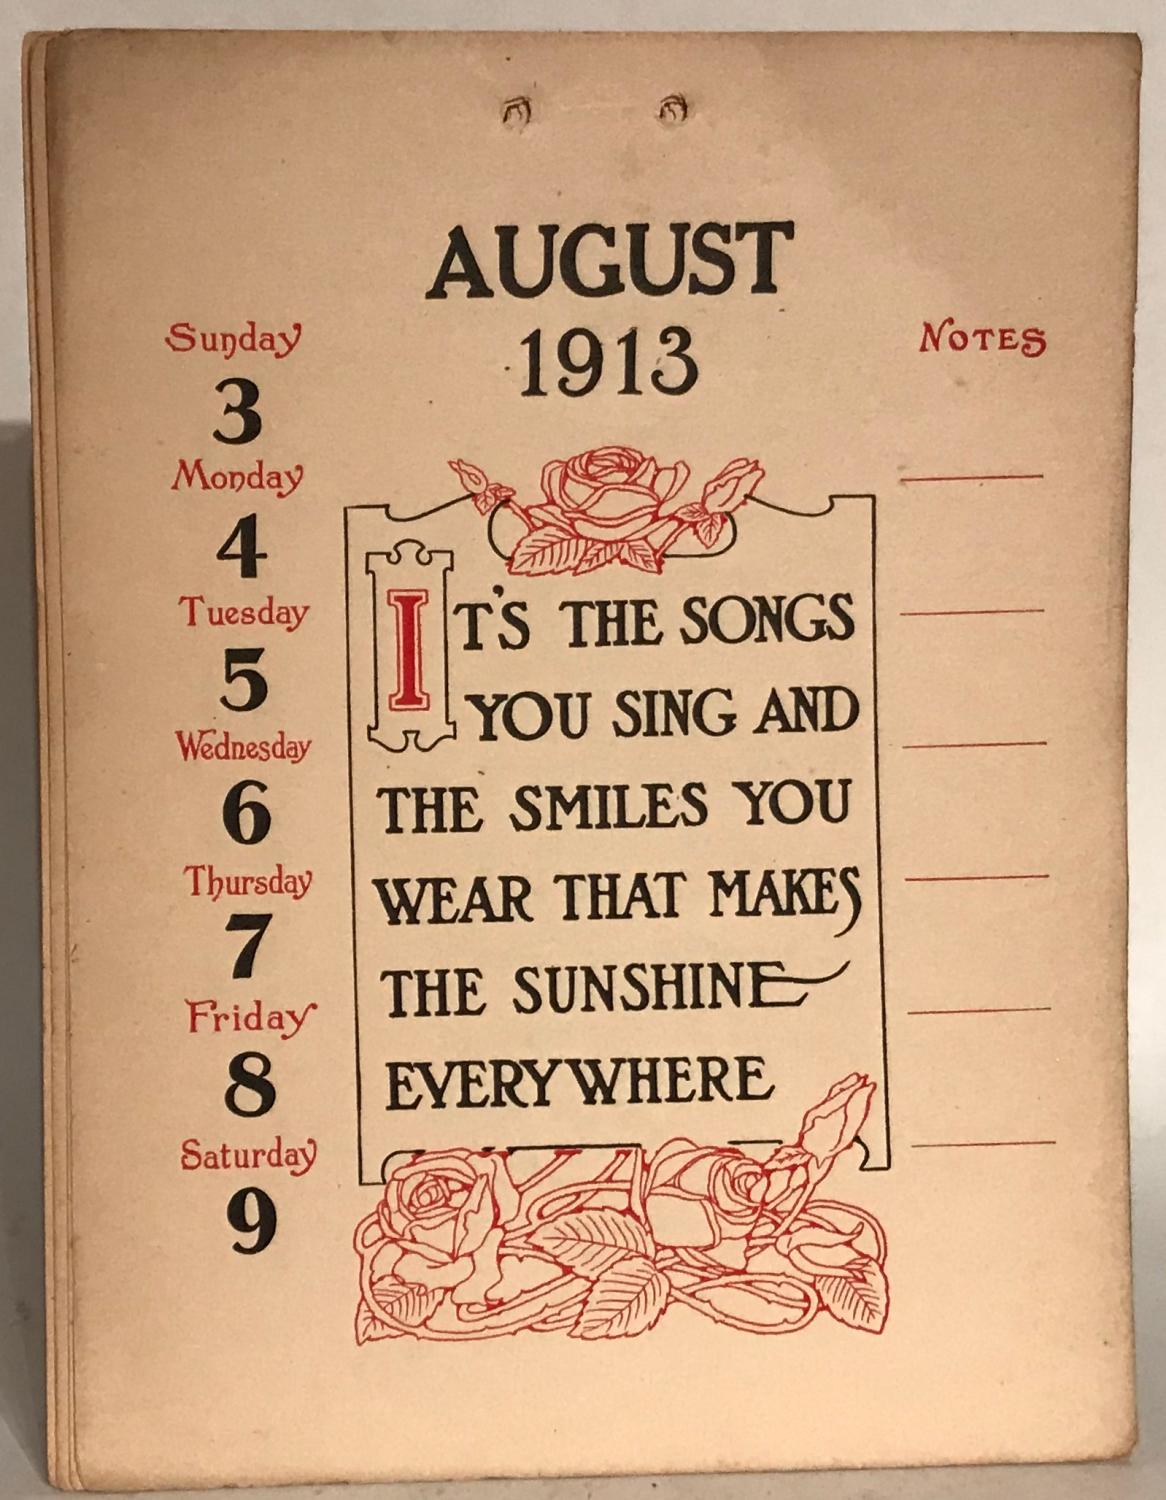 AUGUST
1913
Sunday
3
Monday
4
Tuesday
5
Wednesday
6
Thursday
7
Friday
8
Saturday
9
IT'S THE SONGS
YOU SING AND
THE SMILES YOU
WEAR THAT MAKES
THE SUNSHINE
EVERYWHERE
NOTES